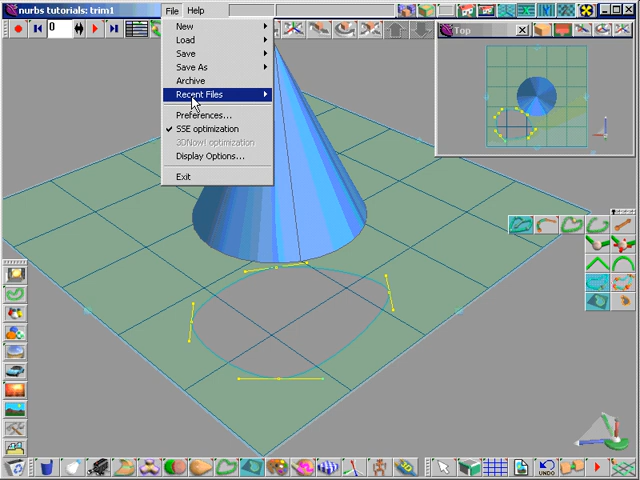 nurbs tutorials: trim1
File Help
0
New
Load
Save
Save As
Archive
Recent Files
Preferences...
SSE optimization
3DNow! optimization
Display Options...
Exit
Top
UNDO